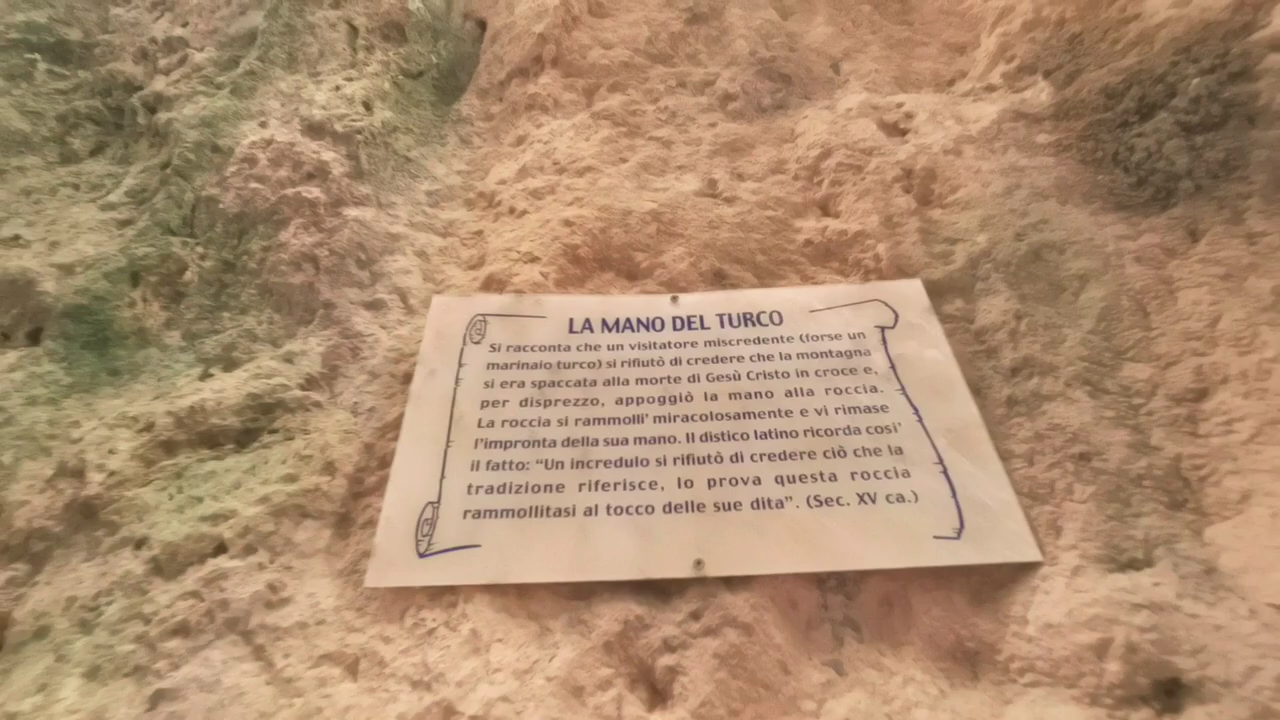 LA MANO DEL TURCO
Si racconta che un visitatore miscredente (forse un
marinaio turco) si rifiutò di credere che la montagna
si era spaccata alla morte di Gesù Cristo in croce e,
per disprezzo, appoggiò la mano alla roccia.
La roccia si rammolli' miracolosamente e vi rimase
l'impronta della sua mano. Il distico latino ricorda cosi'
il fatto: “Un incredulo si rifiutò di credere ciò che la
tradizione riferisce, lo prova questa roccia
rammollitasi al tocco delle sue dita”. (Sec. XV ca.)